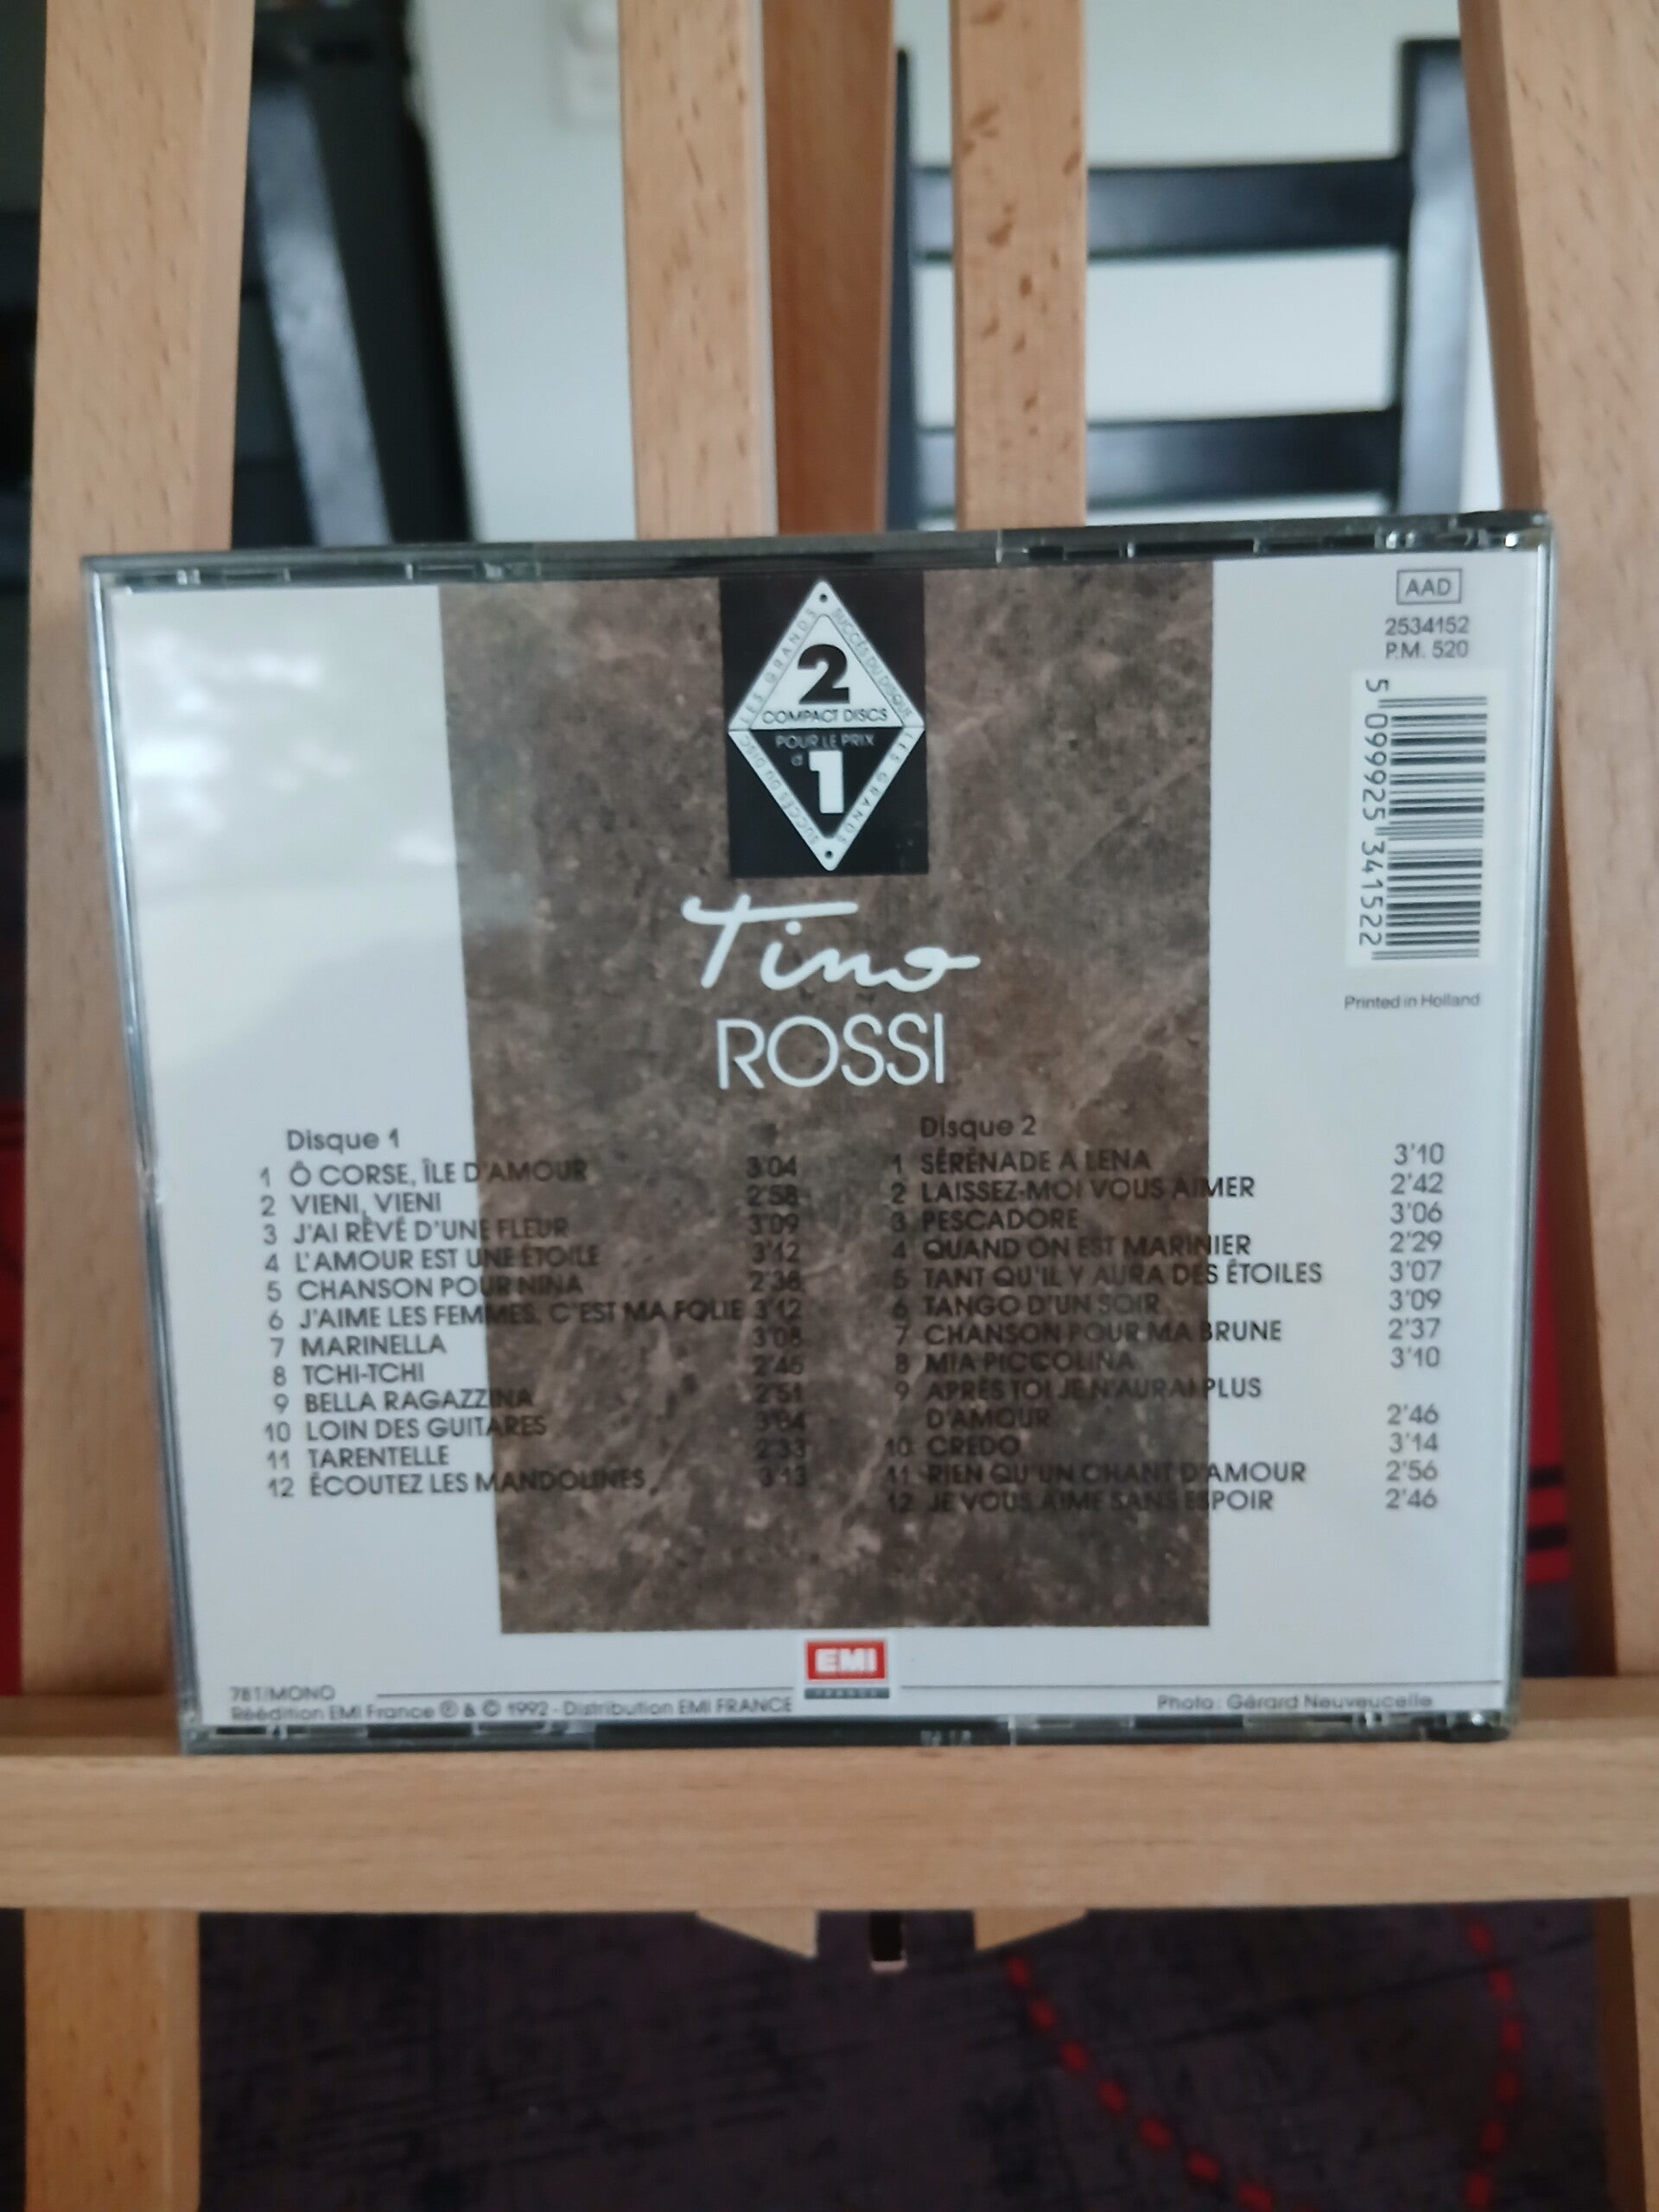 LES GRANDS SUCCÈS DU DISQUE
2
COMPACT DISCS
POUR LE PRIX
d'1
LES GRANDS SUCCÈS DU DISQUE
AAD
2534152
P.M. 520
5 099925 341522
Printed in Holland
Tino
ROSSI
Disque 1
1 Ô CORSE, ÎLE D'AMOUR 3'04
2 VIENI, VIENI 2'58
3 J'AI RÊVÉ D'UNE FLEUR 3'09
4 L'AMOUR EST UNE ÉTOILE 3'12
5 CHANSON POUR NINA 2'38
6 J'AIME LES FEMMES, C'EST MA FOLIE 3'12
7 MARINELLA 3'08
8 TCHI-TCHI 2'45
9 BELLA RAGAZZINA 2'51
10 LOIN DES GUITARES
11 TARENTELLE 2'33
12 ÉCOUTEZ LES MANDOLINES 3'13
Disque 2
1 SÉRÉNADE A LENA 3'10
2 LAISSEZ-MOI VOUS AIMER 2'42
3 PESCADORE 3'06
4 QUAND ON EST MARINIER 2'29
5 TANT QU'IL Y AURA DES ÉTOILES 3'07
6 TANGO D'UN SOIR 3'09
7 CHANSON POUR MA BRUNE 2'37
8 MIA PICCOLINA 3'10
9 APRÈS TOI JE N'AURAI PLUS
D'AMOUR 2'46
10 CREDO 3'14
11 RIEN QU'UN CHANT D'AMOUR 2'56
12 JE VOUS AIME SANS ESPOIR 2'46
EMI
FRANCE
781/MONO
Réédition EMI France ℗ & © 1992 - Distribution EMI FRANCE
Photo : Gérard Neuveucelle